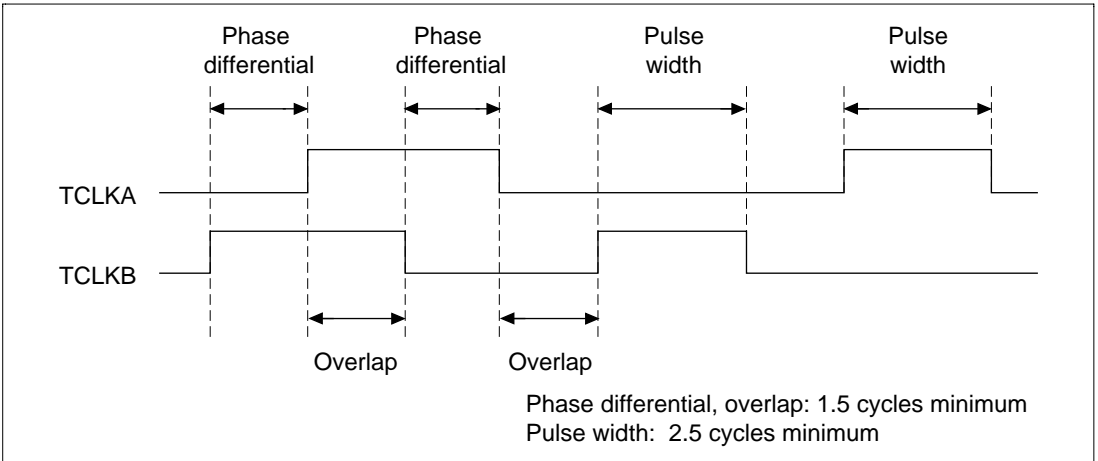 Phase
differential
Phase
differential
Pulse
width
Pulse
width
TCLKA
TCLKB
Overlap
Overlap
Phase differential, overlap: 1.5 cycles minimum
Pulse width:  2.5 cycles minimum